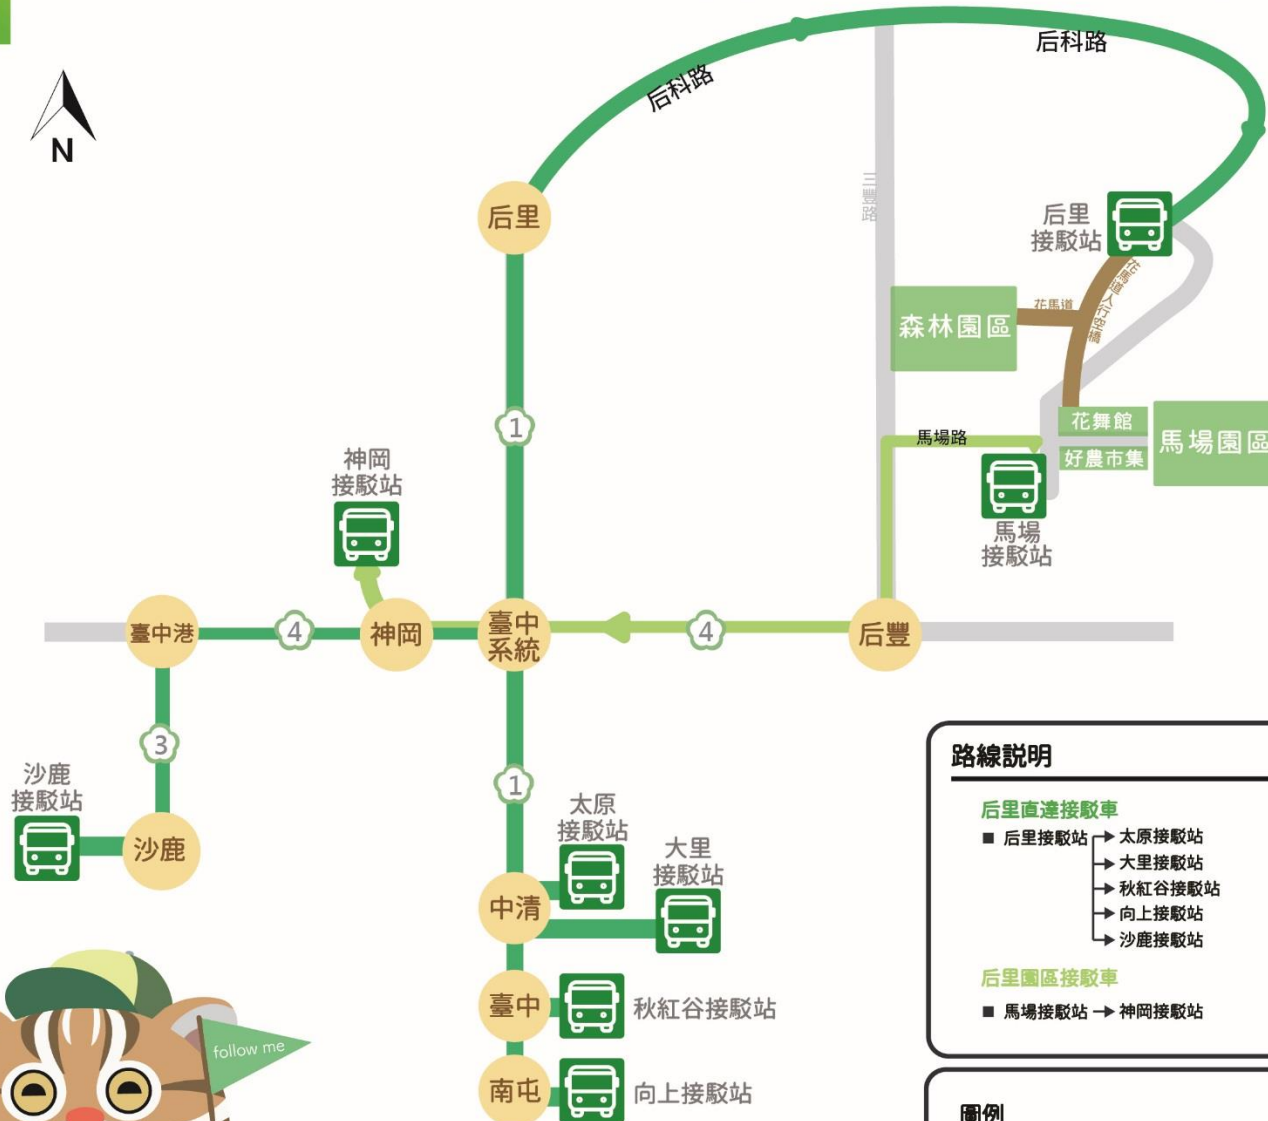 后科路
后科路
N
三豐路
后里
后里
接駁站
花馬道人行空橋
花馬道
森林園區
花舞館
馬場園區
好農市集
馬場路
馬場
接駁站
1
神岡
接駁站
臺中港
4
神岡
臺中
系統
4
后豐
3
沙鹿
接駁站
沙鹿
1
太原
接駁站
大里
接駁站
中清
臺中
秋紅谷接駁站
南屯
向上接駁站
follow me
路線説明
后里直達接駁車
■ 后里接駁站 → 太原接駁站
→ 大里接駁站
→ 秋紅谷接駁站
→ 向上接駁站
→ 沙鹿接駁站
后里園區接駁車
■ 馬場接駁站 → 神岡接駁站
圖例